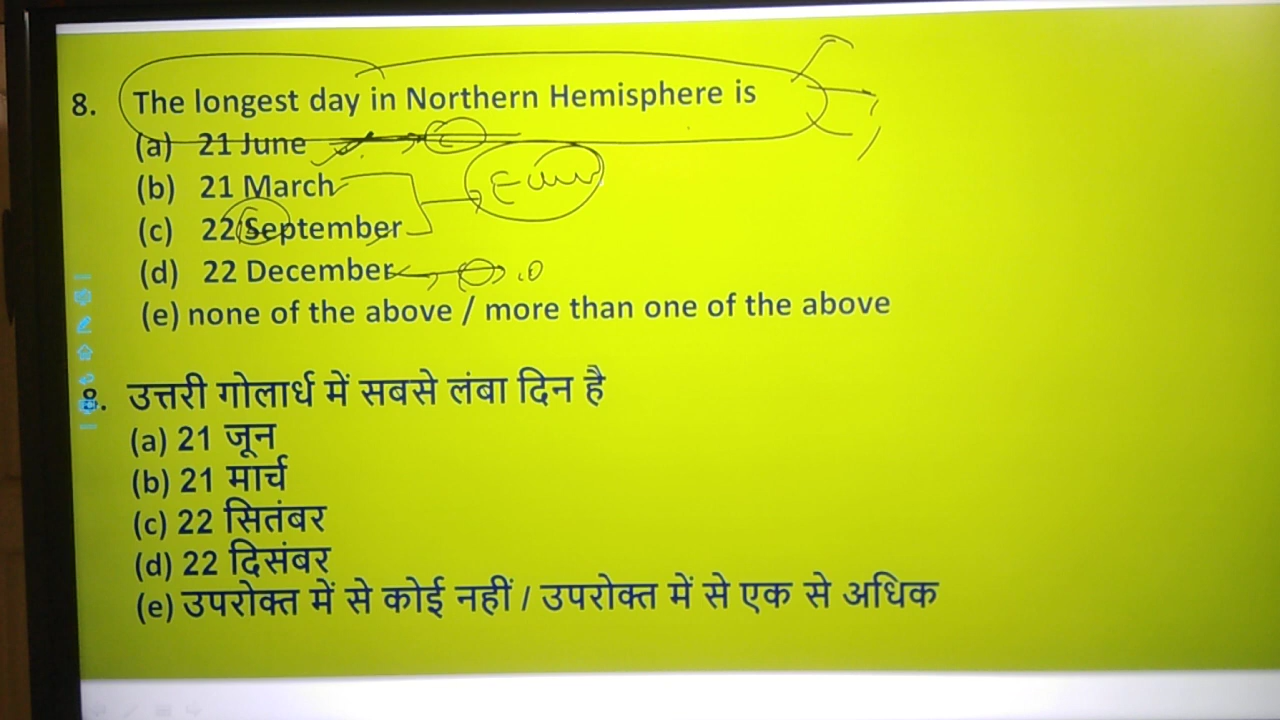 8. The longest day in Northern Hemisphere is
(a) 21 June
(b) 21 March
(c) 22 September
(d) 22 December
(e) none of the above / more than one of the above
उत्तरी गोलार्ध में सबसे लंबा दिन है
(a) 21 जून
(b) 21 मार्च
(c) 22 सितंबर
(d) 22 दिसंबर
(e) उपरोक्त में से कोई नहीं / उपरोक्त में से एक से अधिक